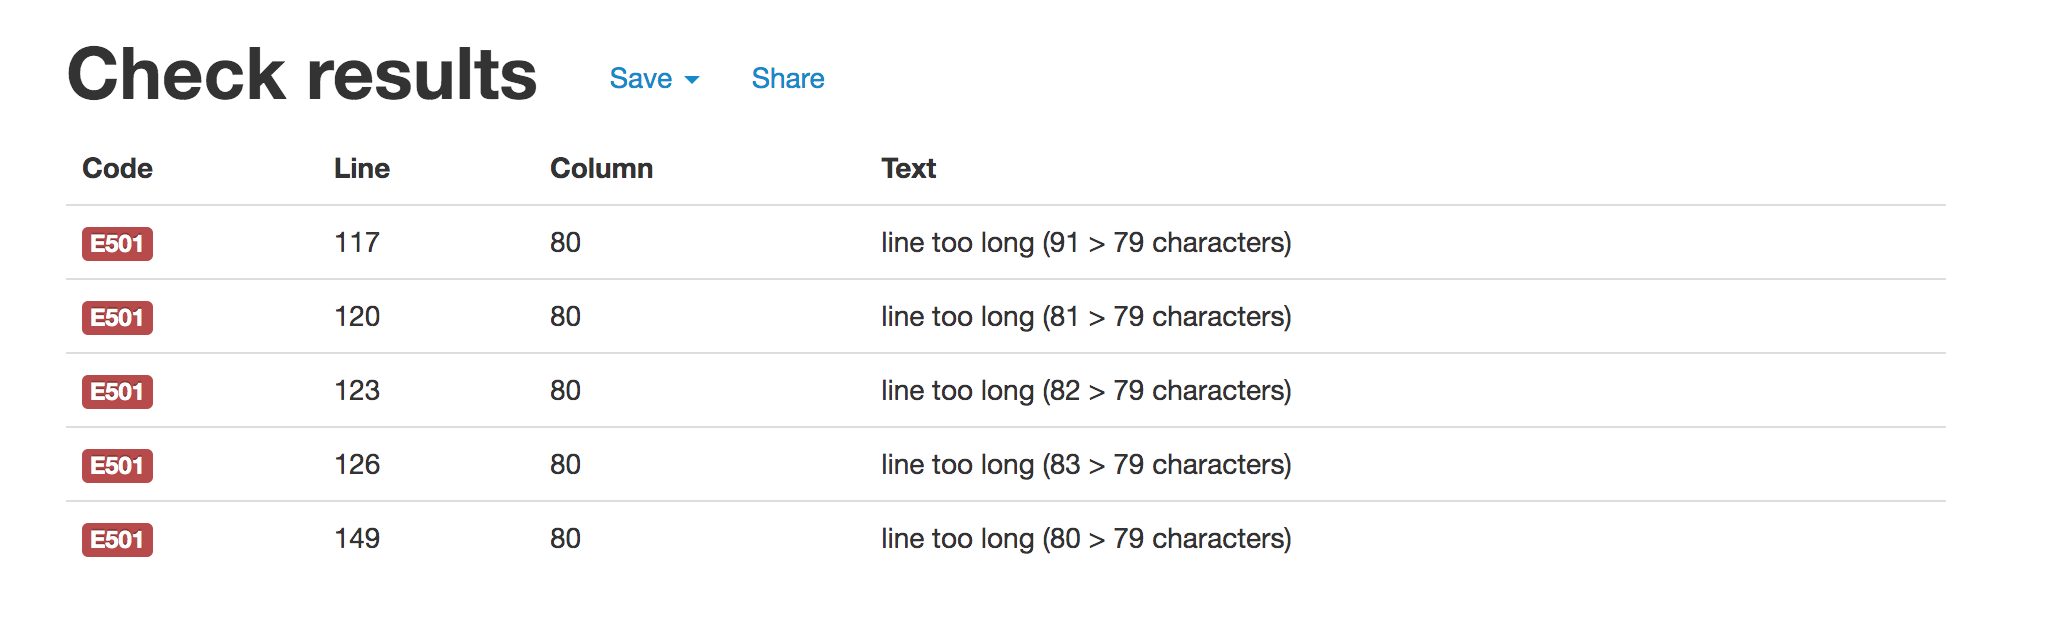 Check results Save Share
Code Line Column Text
E501 117 80 line too long (91 > 79 characters)
E501 120 80 line too long (81 > 79 characters)
E501 123 80 line too long (82 > 79 characters)
E501 126 80 line too long (83 > 79 characters)
E501 149 80 line too long (80 > 79 characters)